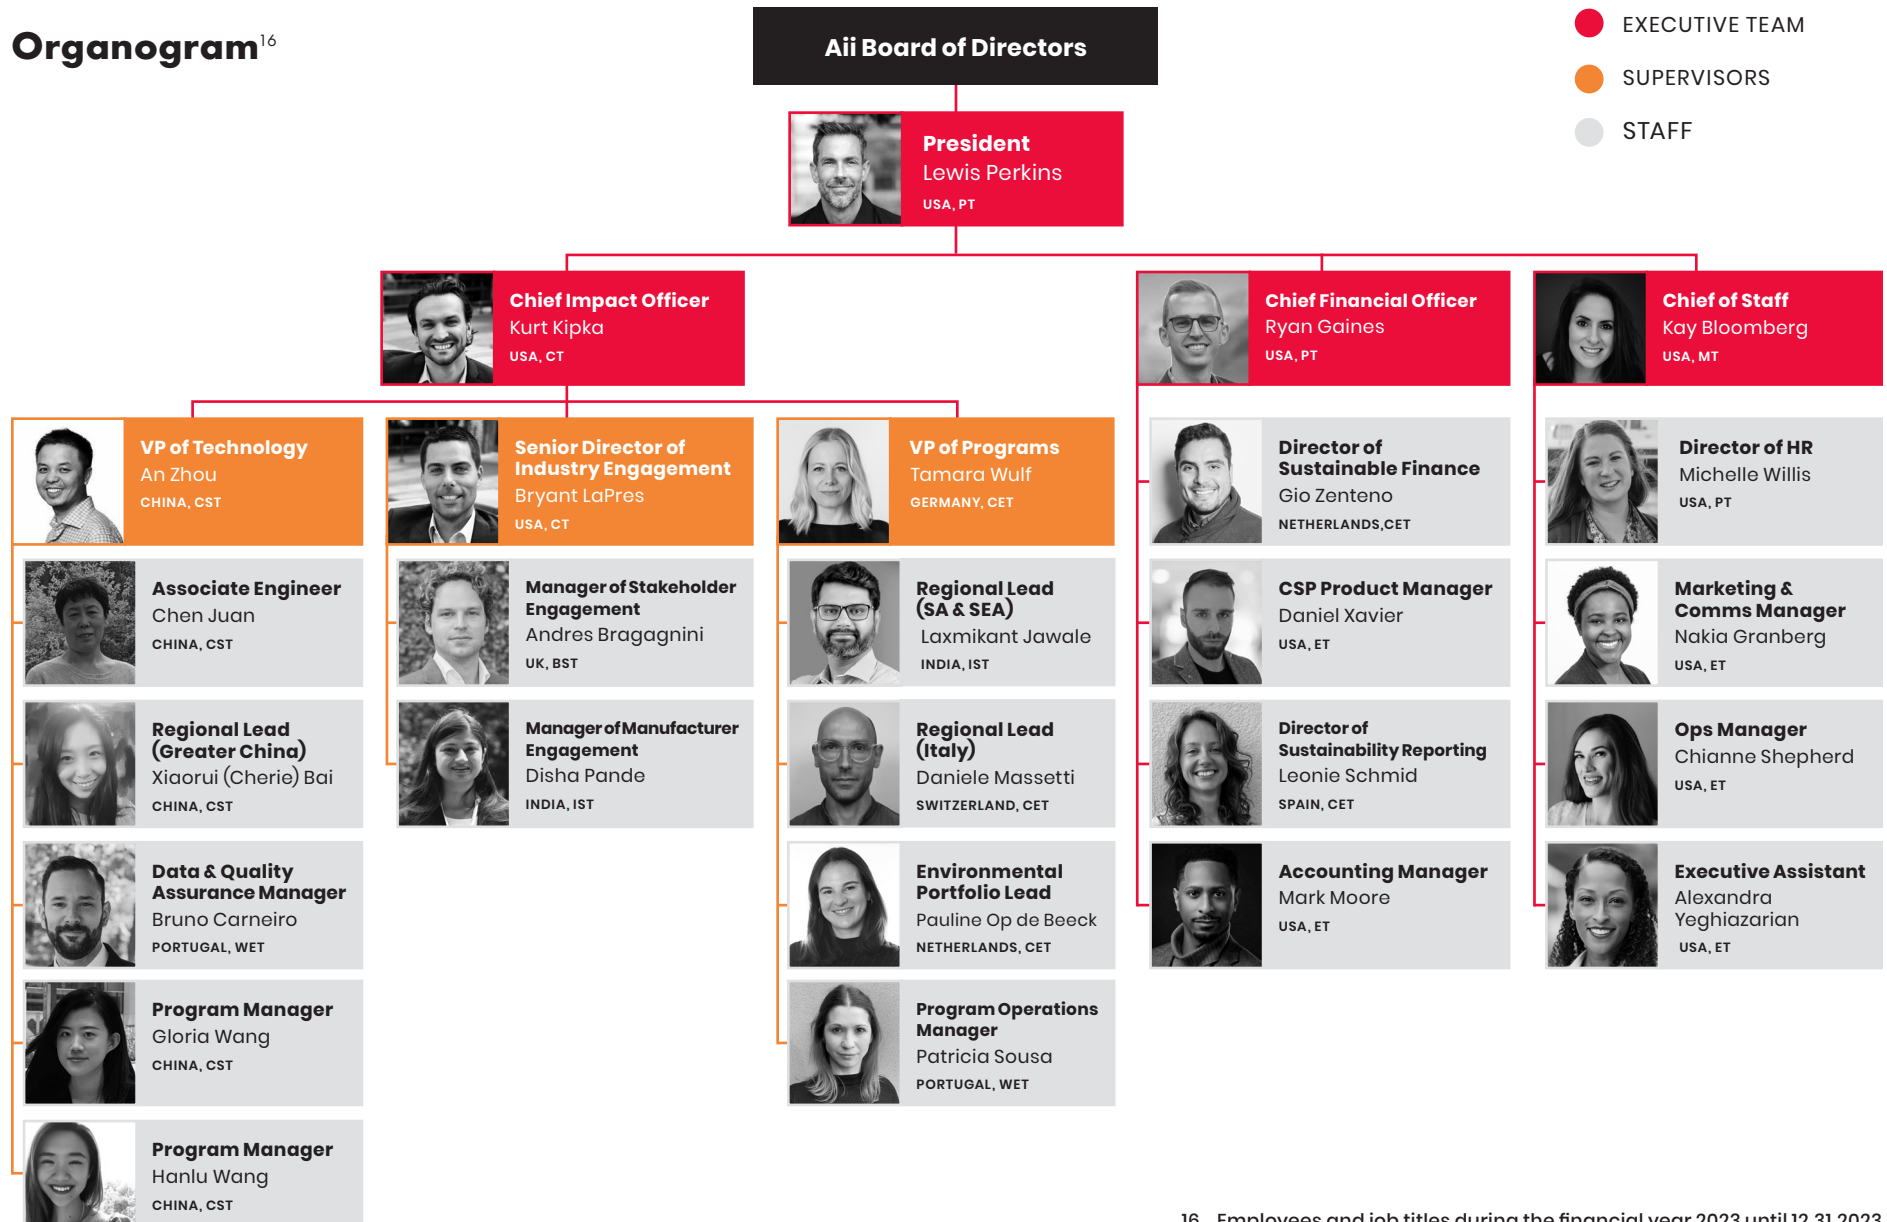 Organogram16
Aii Board of Directors
EXECUTIVE TEAM
SUPERVISORS
STAFF
President
Lewis Perkins
USA, PT
Chief Impact Officer
Kurt Kipka
USA, CT
Chief Financial Officer
Ryan Gaines
USA, PT
Chief of Staff
Kay Bloomberg
USA, MT
VP of Technology
An Zhou
CHINA, CST
Senior Director of
Industry Engagement
Bryant LaPres
USA, CT
VP of Programs
Tamara Wulf
GERMANY, CET
Director of
Sustainable Finance
Gio Zenteno
NETHERLANDS,CET
Director of HR
Michelle Willis
USA, PT
Associate Engineer
Chen Juan
CHINA, CST
Manager of Stakeholder
Engagement
Andres Bragagnini
UK, BST
Regional Lead
(SA & SEA)
Laxmikant Jawale
INDIA, IST
CSP Product Manager
Daniel Xavier
USA, ET
Marketing &
Comms Manager
Nakia Granberg
USA, ET
Regional Lead
(Greater China)
Xiaorui (Cherie) Bai
CHINA, CST
Manager of Manufacturer
Engagement
Disha Pande
INDIA, IST
Regional Lead
(Italy)
Daniele Massetti
SWITZERLAND, CET
Director of
Sustainability Reporting
Leonie Schmid
SPAIN, CET
Ops Manager
Chianne Shepherd
USA, ET
Data & Quality
Assurance Manager
Bruno Carneiro
PORTUGAL, WET
Environmental
Portfolio Lead
Pauline Op de Beeck
NETHERLANDS, CET
Accounting Manager
Mark Moore
USA, ET
Executive Assistant
Alexandra
Yeghiazarian
USA, ET
Program Manager
Gloria Wang
CHINA, CST
Program Operations
Manager
Patricia Sousa
PORTUGAL, WET
Program Manager
Hanlu Wang
CHINA, CST
16 Employees and job titles during the financial year 2023 until 12.31.2023